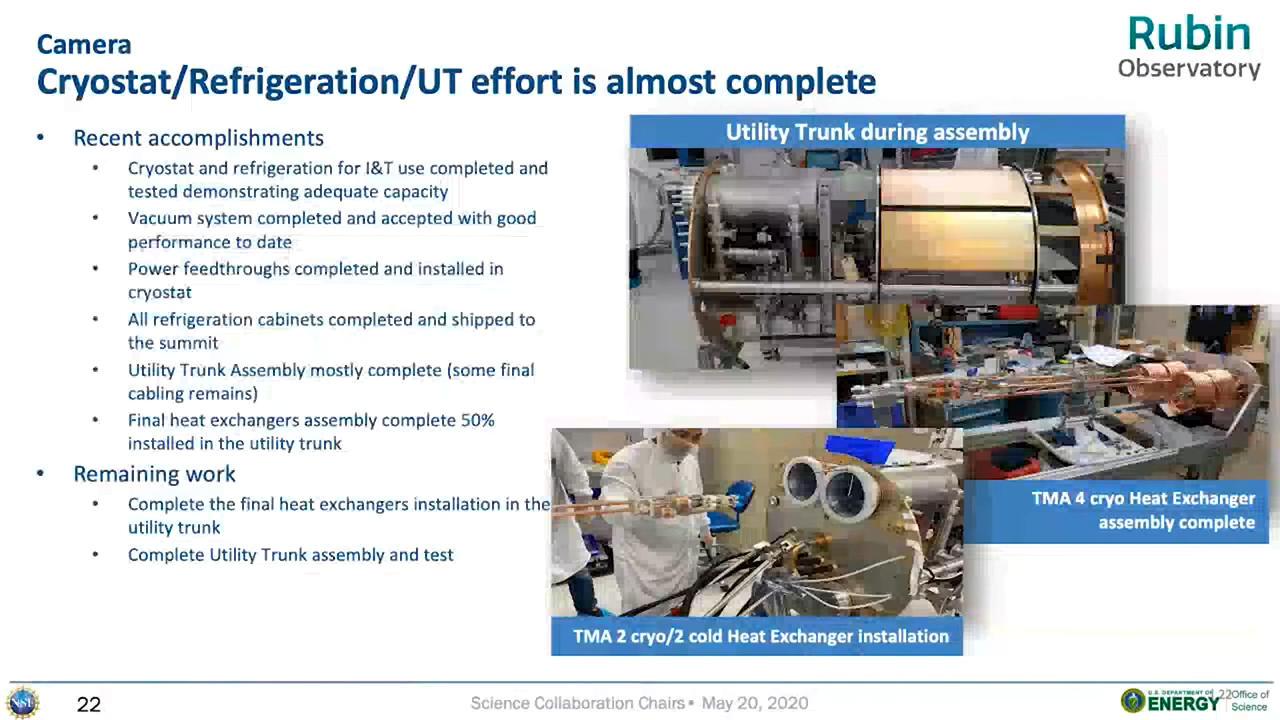 Camera
Cryostat/Refrigeration/UT effort is almost complete
Rubin
Observatory
• Recent accomplishments
• Cryostat and refrigeration for I&T use completed and
tested demonstrating adequate capacity
• Vacuum system completed and accepted with good
performance to date
• Power feedthroughs completed and installed in
cryostat
• All refrigeration cabinets completed and shipped to
the summit
• Utility Trunk Assembly mostly complete (some final
cabling remains)
• Final heat exchangers assembly complete 50%
installed in the utility trunk
• Remaining work
• Complete the final heat exchangers installation in the
utility trunk
• Complete Utility Trunk assembly and test
Utility Trunk during assembly
TMA 4 cryo Heat Exchanger
assembly complete
TMA 2 cryo/2 cold Heat Exchanger installation
NSF
22
Science Collaboration Chairs • May 20, 2020
U.S. DEPARTMENT OF
ENERGY
22
Office of
Science